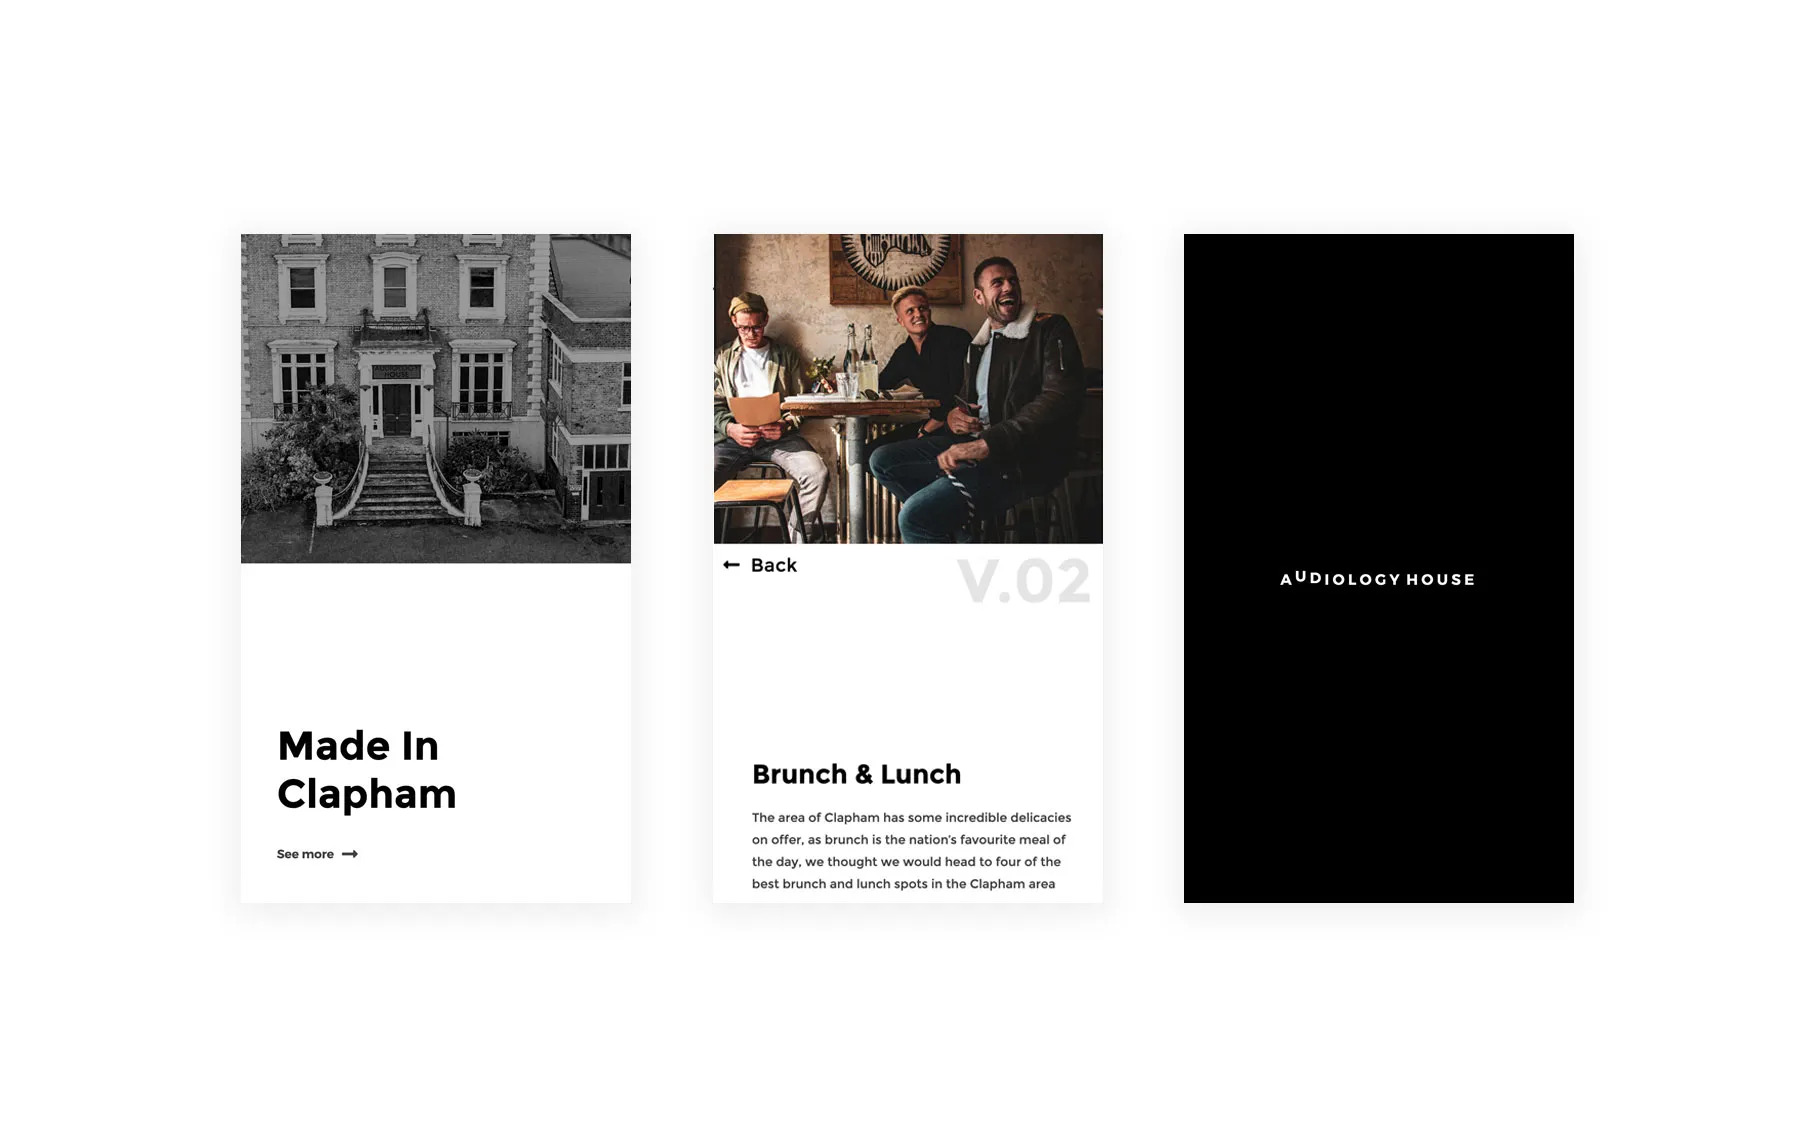 AUDIOLOGY
HOUSE
Made In
Clapham
See more
Back
V.02
Brunch & Lunch
The area of Clapham has some incredible delicacies
on offer, as brunch is the nation's favourite meal of
the day, we thought we would head to four of the
best brunch and lunch spots in the Clapham area
AUDIOLOGY HOUSE